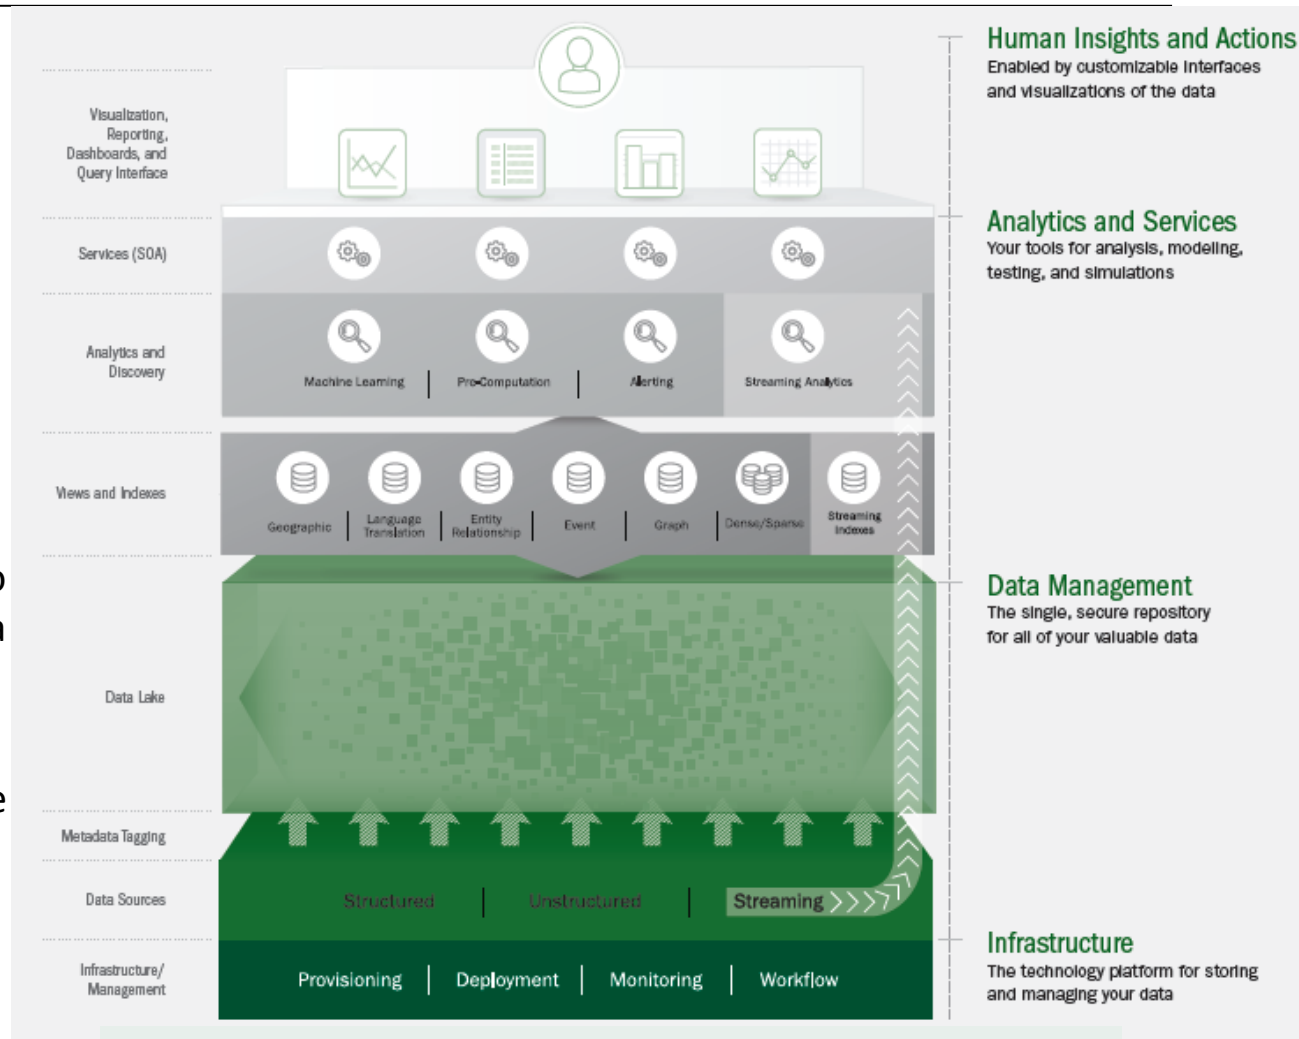 Human Insights and Actions
Enabled by customizable interfaces
and visualizations of the data
Visualization,
Reporting,
Dashboards, and
Query Interface
Analytics and Services
Your tools for analysis, modeling,
testing, and simulations
Services (SOA)
Analytics and
Discovery
Machine Learning
Pre-Computation
Alerting
Streaming Analytics
Views and Indexes
Geographic
Language
Translation
Entity
Relationship
Event
Graph
Dense/Sparse
Streaming
Indexes
Data Management
The single, secure repository
for all of your valuable data
Data Lake
Metadata Tagging
Data Sources
Structured
Unstructured
Streaming
Infrastructure
The technology platform for storing
and managing your data
Infrastructure/
Management
Provisioning
Deployment
Monitoring
Workflow